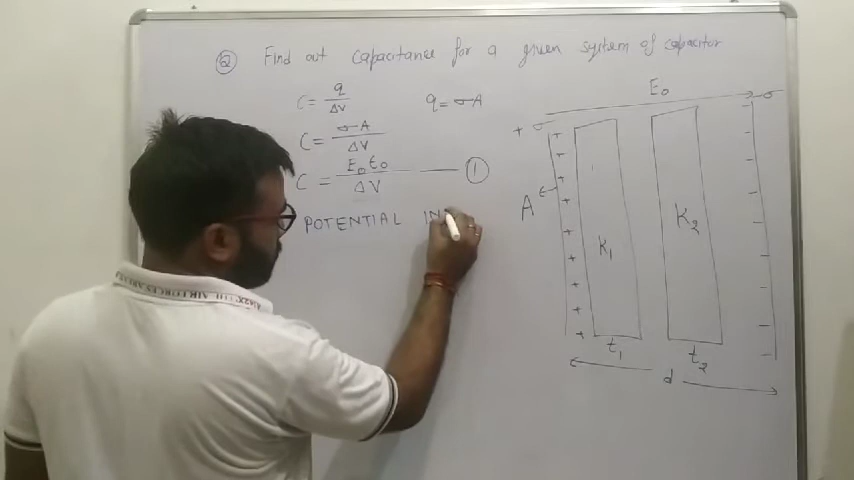 Q Find out capacitance for a given system of capacitor
C = q / ΔV q = σA
C = σA / ΔV
C = E₀ε₀ / ΔV ①
POTENTIAL IN
E₀
+ σ
- σ
A
K₁
K₂
t₁
t₂
d